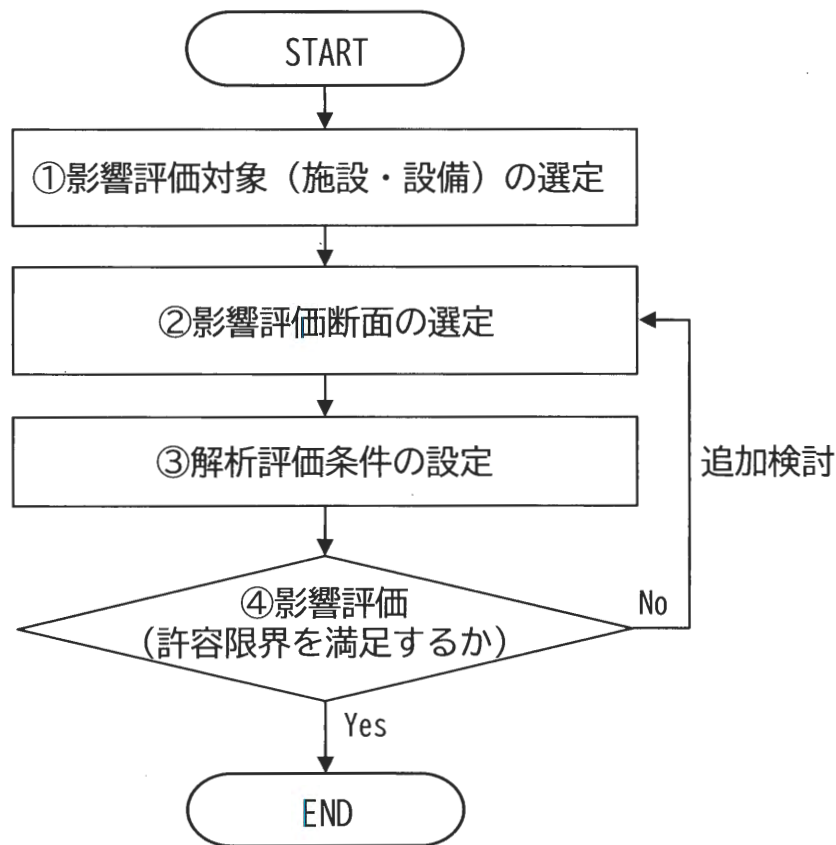 START
①影響評価対象（施設・設備）の選定
②影響評価断面の選定
③解析評価条件の設定
追加検討
④影響評価
（許容限界を満足するか）
No
Yes
END